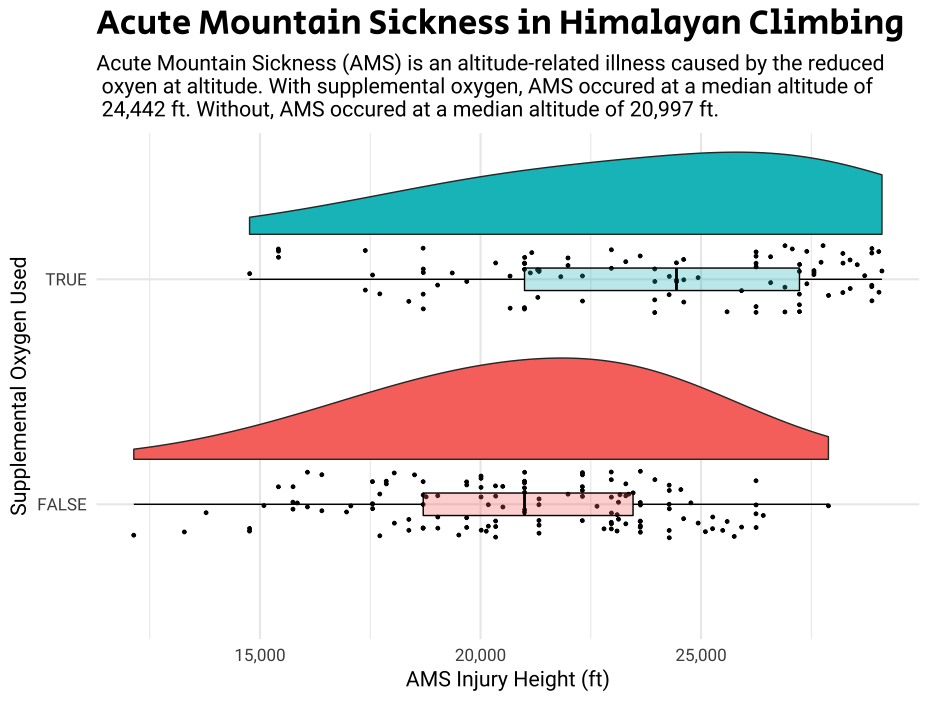 Acute Mountain Sickness in Himalayan Climbing
Acute Mountain Sickness (AMS) is an altitude-related illness caused by the reduced
oxyen at altitude. With supplemental oxygen, AMS occured at a median altitude of
24,442 ft. Without, AMS occured at a median altitude of 20,997 ft.
Supplemental Oxygen Used
TRUE
FALSE
15,000 20,000 25,000
AMS Injury Height (ft)